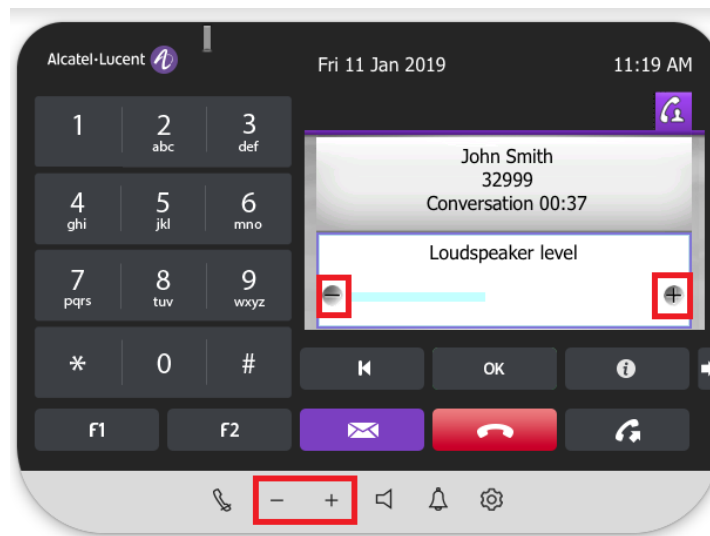 Alcatel·Lucent
Fri 11 Jan 2019 11:19 AM
1 2 3
abc def
John Smith
32999
Conversation 00:37
4 5 6
ghi jkl mno
Loudspeaker level
− +
7 8 9
pqrs tuv wxyz
* 0 #
OK i
F1 F2
− +